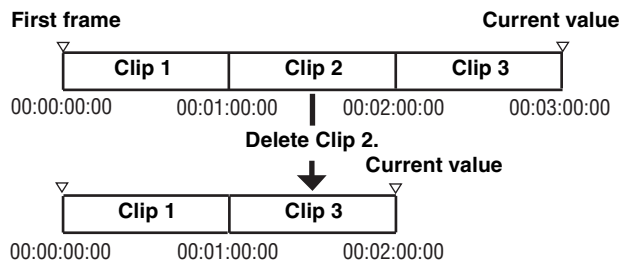 First frame Current value
Clip 1 Clip 2 Clip 3
00:00:00:00 00:01:00:00 00:02:00:00 00:03:00:00
Delete Clip 2.
Current value
Clip 1 Clip 3
00:00:00:00 00:01:00:00 00:02:00:00